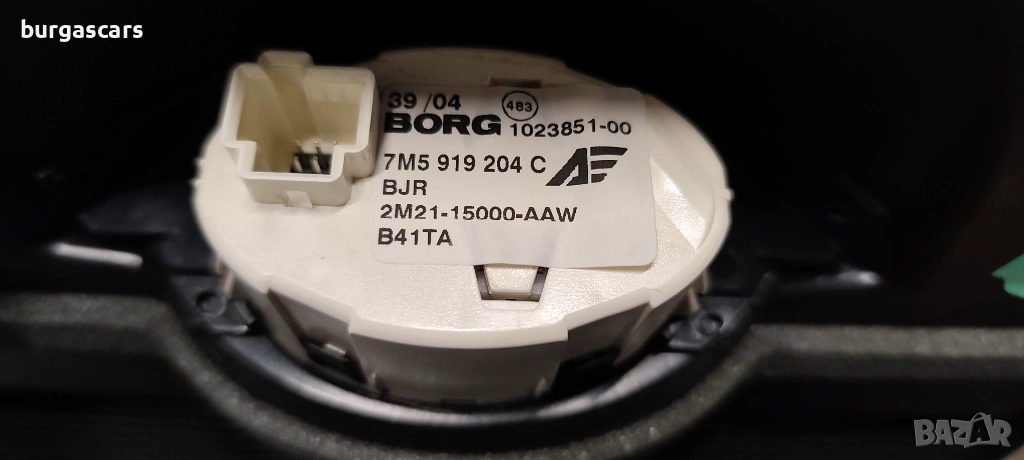 burgascars
39 /04
483
BORG 1023851-00
7M5 919 204 C
BJR
2M21-15000-AAW
B41TA
BAZAR